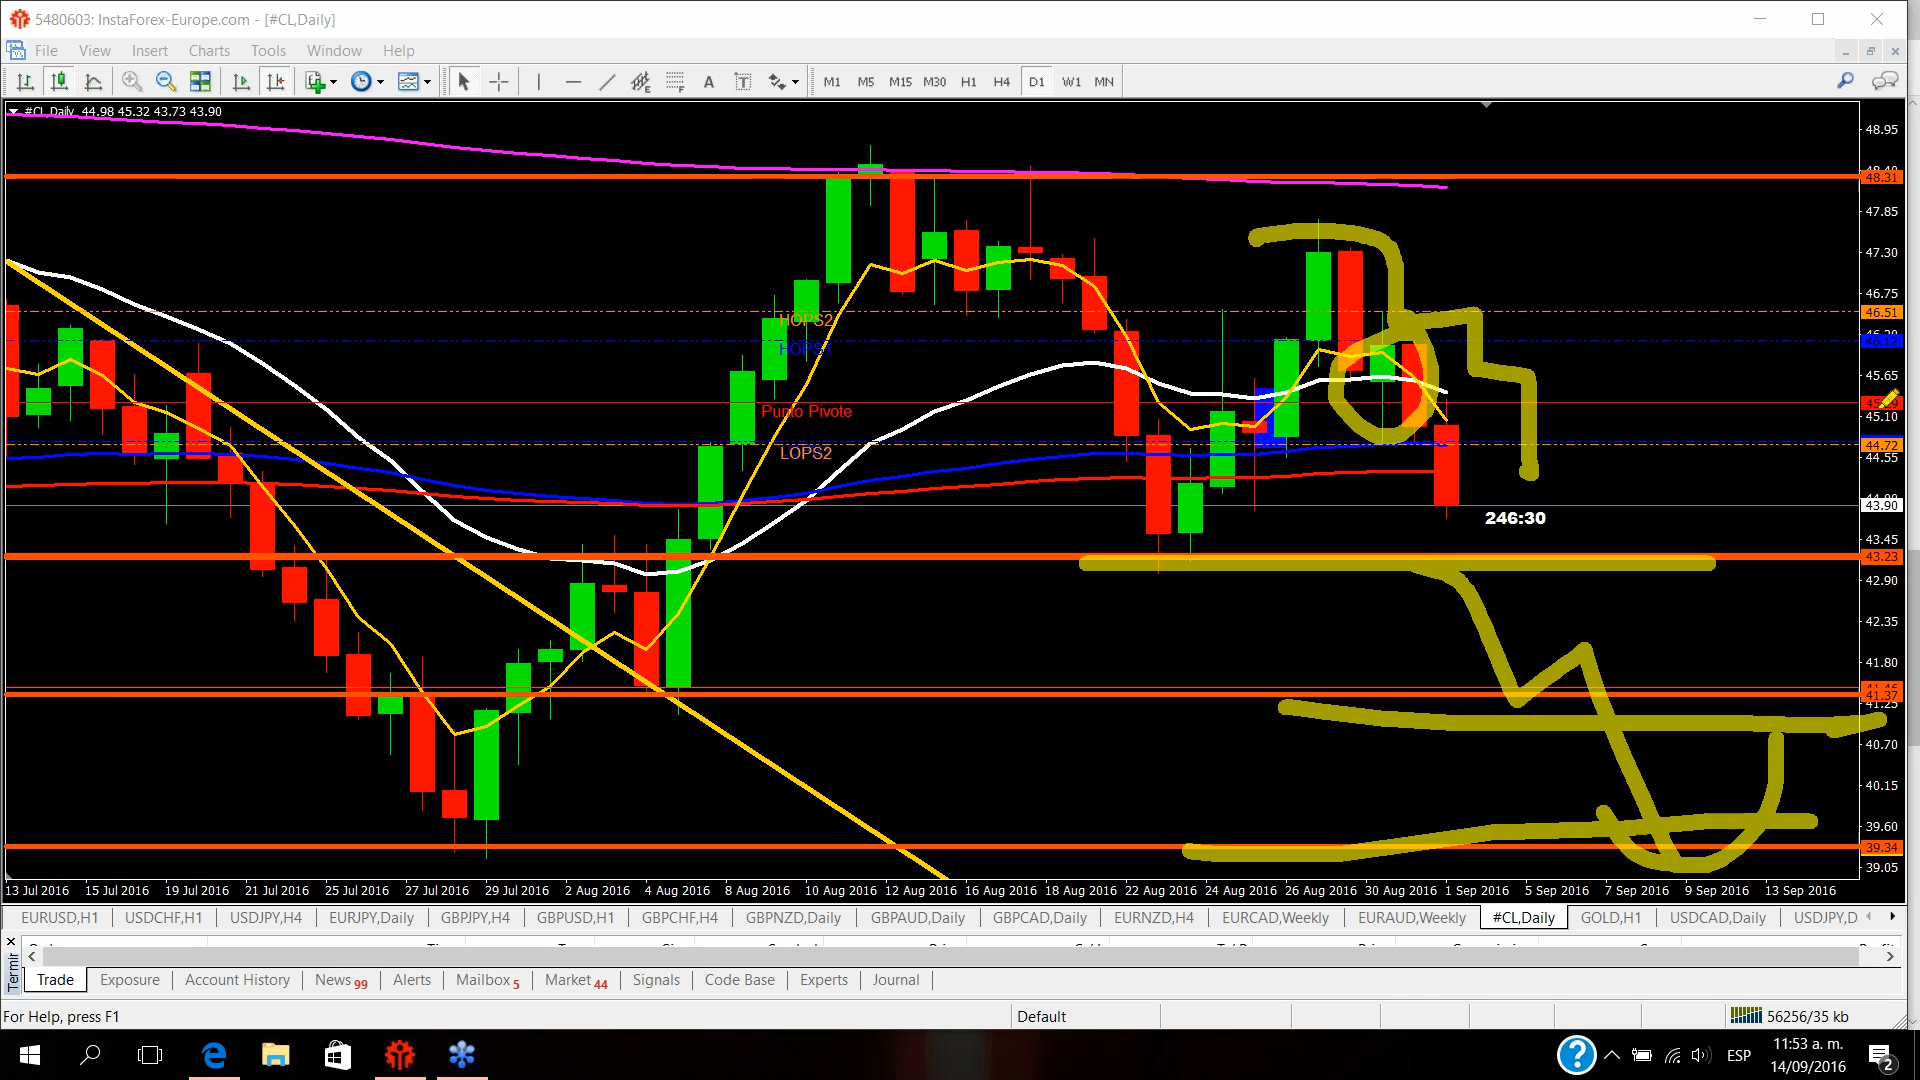 5480603: InstaForex-Europe.com - [#CL,Daily]
File View Insert Charts Tools Window Help
A T E F M1 M5 M15 M30 H1 H4 D1 W1 MN
#CL,Daily 44.98 45.32 43.73 43.90
48.95
48.31
47.85
47.30
46.75
HOPS2
46.51
HOPS1
46.12
45.65
Punto Pivote
45.10
LOPS2
44.72
44.55
43.90
246:30
43.45
43.23
42.90
42.35
41.80
41.37
41.25
40.70
40.15
39.60
39.34
39.05
13 Jul 2016 15 Jul 2016 19 Jul 2016 21 Jul 2016 25 Jul 2016 27 Jul 2016 29 Jul 2016 2 Aug 2016 4 Aug 2016 8 Aug 2016 10 Aug 2016 12 Aug 2016 16 Aug 2016 18 Aug 2016 22 Aug 2016 24 Aug 2016 26 Aug 2016 30 Aug 2016 1 Sep 2016 5 Sep 2016 7 Sep 2016 9 Sep 2016 13 Sep 2016
EURUSD,H1 USDCHF,H1 USDJPY,H4 EURJPY,Daily GBPJPY,H4 GBPUSD,H1 GBPCHF,H4 GBPNZD,Daily GBPAUD,Daily GBPCAD,Daily EURNZD,H4 EURCAD,Weekly EURAUD,Weekly #CL,Daily GOLD,H1 USDCAD,Daily USDJPY,D
Termir
Trade Exposure Account History News 99 Alerts Mailbox 5 Market 44 Signals Code Base Experts Journal
For Help, press F1 Default 56256/35 kb
ESP
11:53 a. m.
14/09/2016
2